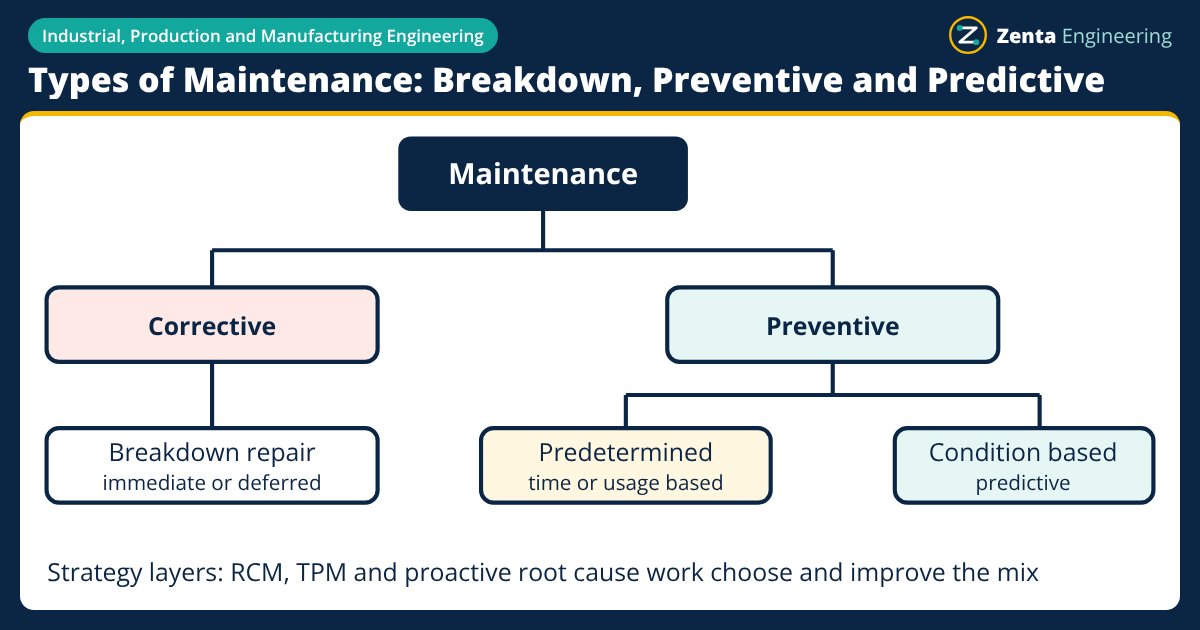 Industrial, Production and Manufacturing Engineering
Zenta Engineering
Types of Maintenance: Breakdown, Preventive and Predictive
Maintenance
Corrective
Preventive
Breakdown repair
immediate or deferred
Predetermined
time or usage based
Condition based
predictive
Strategy layers: RCM, TPM and proactive root cause work choose and improve the mix